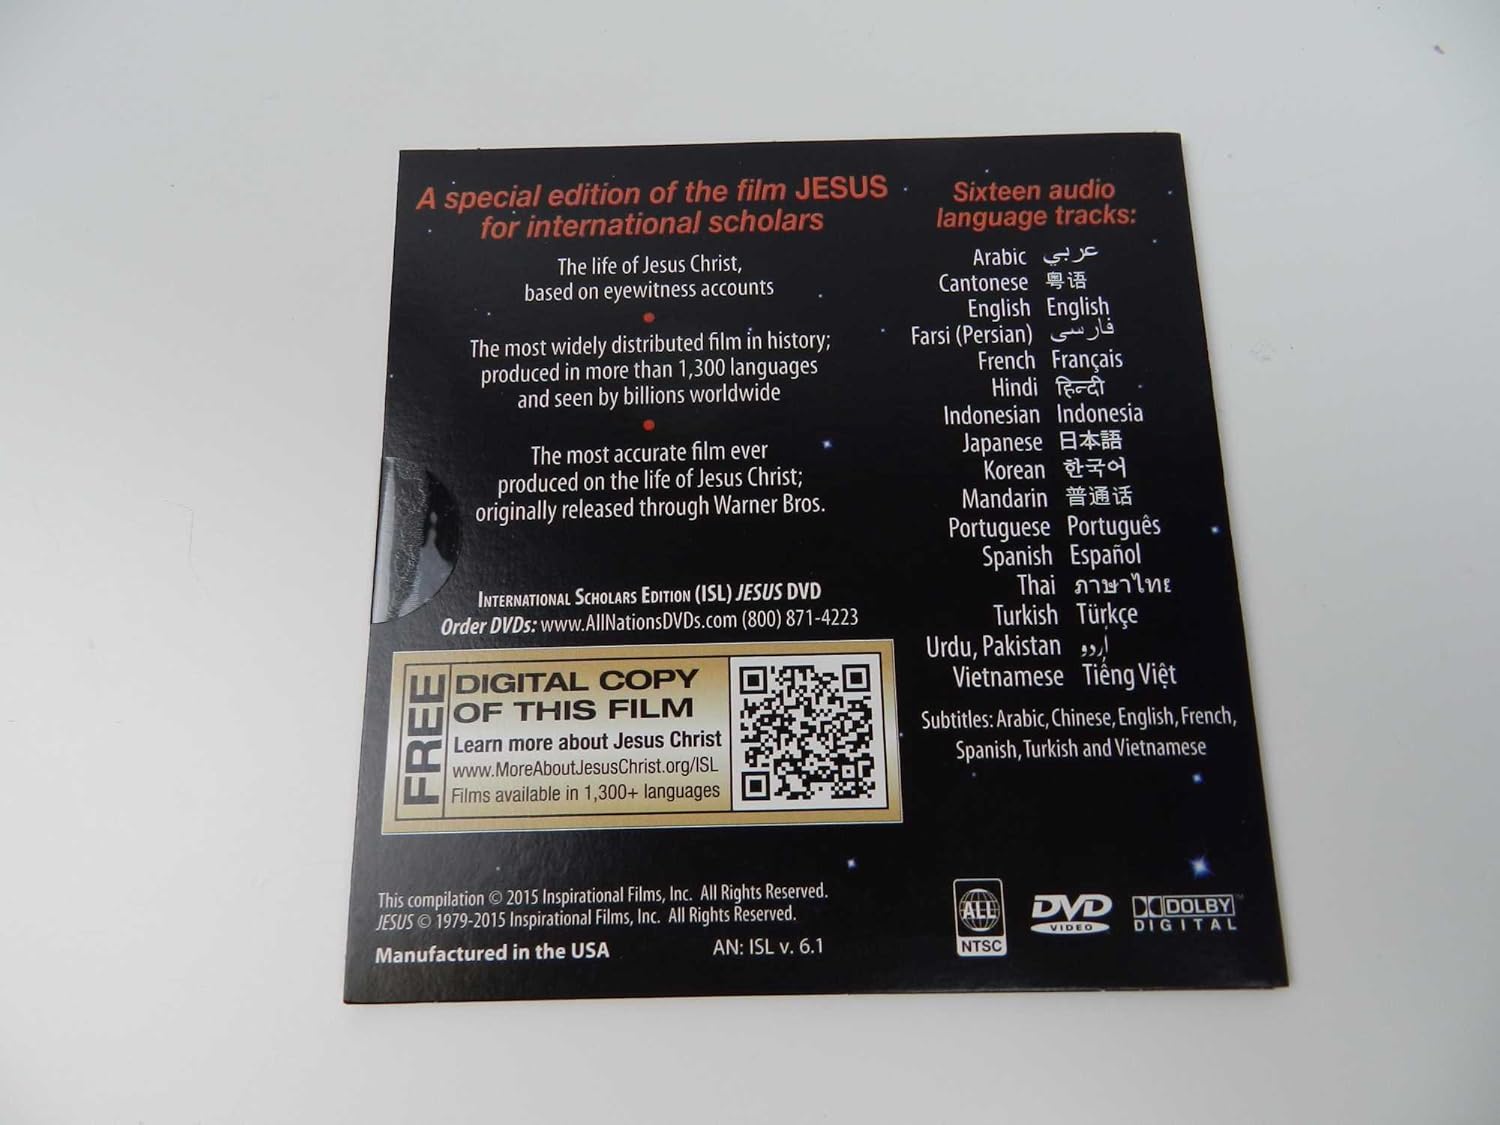 A special edition of the film JESUS
for international scholars
The life of Jesus Christ,
based on eyewitness accounts
The most widely distributed film in history;
produced in more than 1,300 languages
and seen by billions worldwide
The most accurate film ever
produced on the life of Jesus Christ;
originally released through Warner Bros.
INTERNATIONAL SCHOLARS EDITION (ISL) JESUS DVD
Order DVDs: www.AllNationsDVDs.com (800) 871-4223
FREE
DIGITAL COPY
OF THIS FILM
Learn more about Jesus Christ
www.MoreAboutJesusChrist.org/ISL
Films available in 1,300+ languages
This compilation © 2015 Inspirational Films, Inc. All Rights Reserved.
JESUS © 1979-2015 Inspirational Films, Inc. All Rights Reserved.
Manufactured in the USA AN: ISL v. 6.1
Sixteen audio
language tracks:
Arabic عربي
Cantonese 粤语
English English
Farsi (Persian) فارسی
French Français
Hindi हिन्दी
Indonesian Indonesia
Japanese 日本語
Korean 한국어
Mandarin 普通话
Portuguese Português
Spanish Español
Thai ภาษาไทย
Turkish Türkçe
Urdu, Pakistan اُردو
Vietnamese Tiếng Việt
Subtitles: Arabic, Chinese, English, French,
Spanish, Turkish and Vietnamese
ALL
NTSC
DVD
VIDEO
DOLBY
DIGITAL